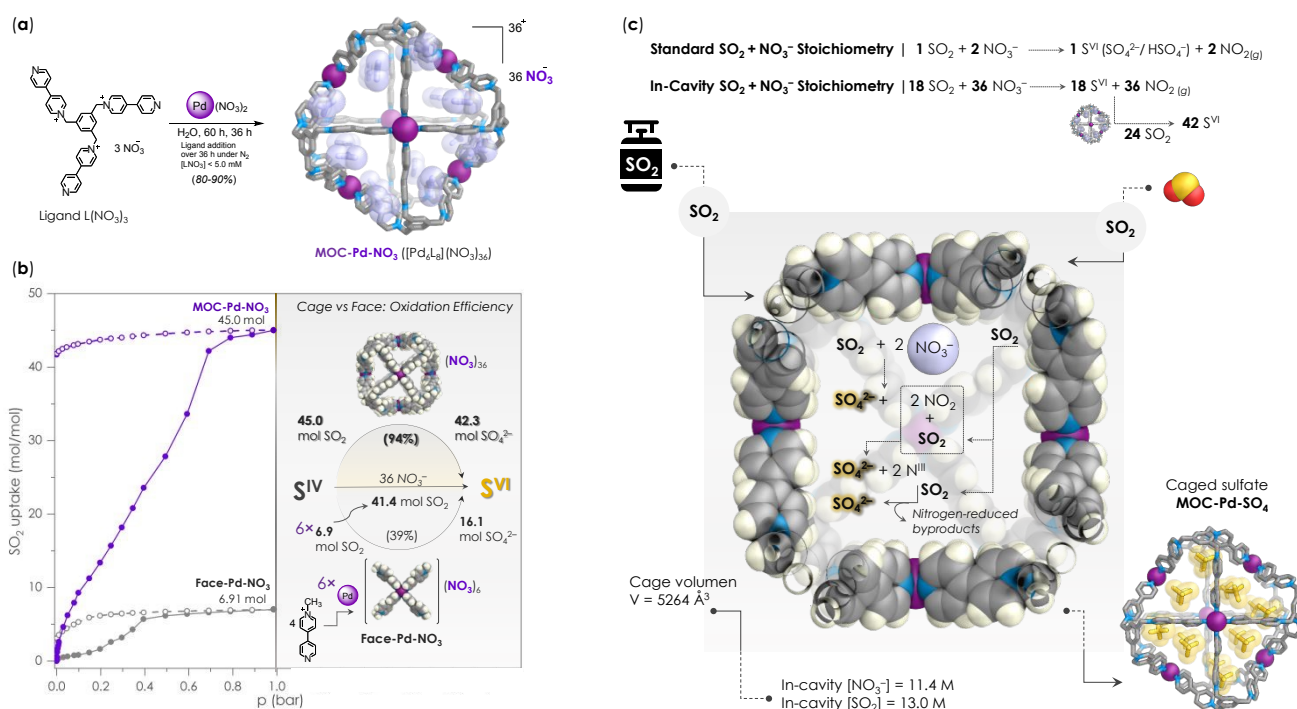 (a)
Pd (NO₃)₂
H₂O, 60 h, 36 h
Ligand addition
over 36 h under N₂
[LNO₃] < 5.0 mM
(80-90%)
N
N
N
N⁺
N⁺
N⁺
3 NO₃⁻
Ligand L(NO₃)₃
36⁺
36 NO₃⁻
MOC-Pd-NO₃ ([Pd₆L₈](NO₃)₃₆)
(b)
SO₂ uptake (mol/mol)
50
40
30
20
10
0
0.0
0.2
0.4
0.6
0.8
1.0
p (bar)
MOC-Pd-NO₃
45.0 mol
Face-Pd-NO₃
6.91 mol
Cage vs Face: Oxidation Efficiency
(NO₃)₃₆
45.0
mol SO₂
(94%)
42.3
mol SO₄²⁻
36 NO₃⁻
S^IV
S^VI
41.4 mol SO₂
6× 6.9
mol SO₂
(39%)
16.1
mol SO₄²⁻
6×
Pd
(NO₃)₆
CH₃
N⁺
4
N
Face-Pd-NO₃
(c)
Standard SO₂ + NO₃⁻ Stoichiometry | 1 SO₂ + 2 NO₃⁻ 1 S^VI (SO₄²⁻/ HSO₄⁻) + 2 NO₂(g)
In-Cavity SO₂ + NO₃⁻ Stoichiometry | 18 SO₂ + 36 NO₃⁻ 18 S^VI + 36 NO₂ (g)
24 SO₂ 42 S^VI
SO₂
SO₂
SO₂
SO₂ + 2 NO₃⁻
SO₂
SO₄²⁻ + 2 NO₂
+
SO₂
SO₄²⁻ + 2 N^III
SO₂
SO₄²⁻
Nitrogen-reduced
byproducts
Caged sulfate
MOC-Pd-SO₄
Cage volumen
V = 5264 Å³
In-cavity [NO₃⁻] = 11.4 M
In-cavity [SO₂] = 13.0 M